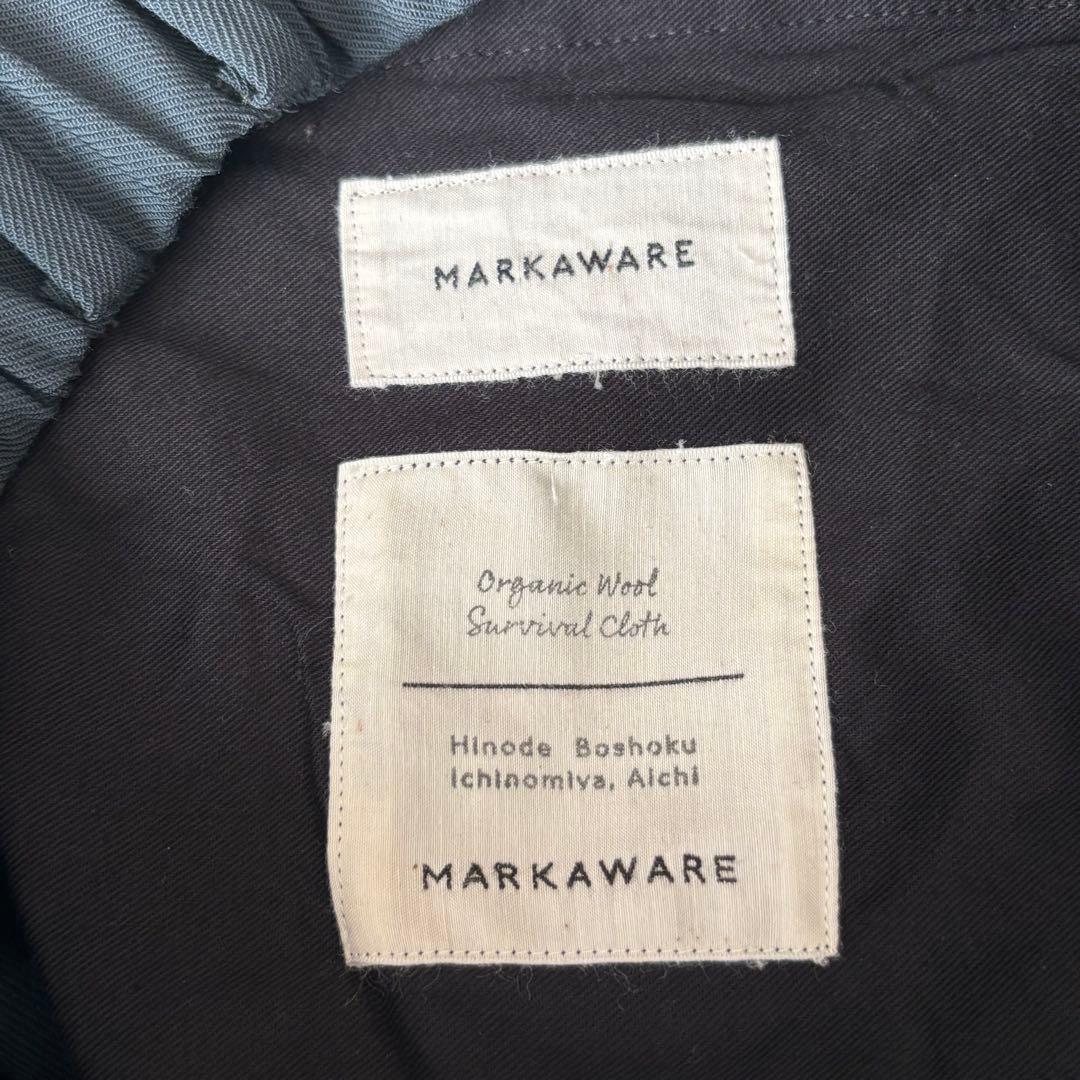 MARKAWARE
Organic Wool
Survival Cloth
Hinode Boshoku
Ichinomiya, Aichi
MARKAWARE